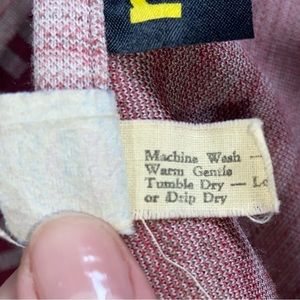 Machine Wash —
Warm Gentle
Tumble Dry — Lo
or Drip Dry